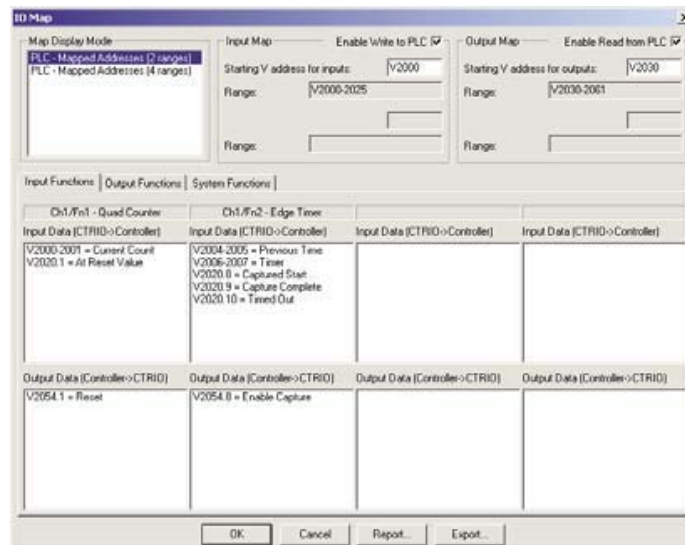 IO Map
Map Display Mode
PLC - Mapped Addresses (2 ranges)
PLC - Mapped Addresses (4 ranges)
Input Map
Enable Write to PLC
Starting V address for inputs:
V2000
Range:
V2000-2025
Range:
Output Map
Enable Read from PLC
Starting V address for outputs:
V2030
Range:
V2030-2061
Range:
Input Functions
Output Functions
System Functions
Ch1/Fn1 - Quad Counter
Input Data (CTRIO->Controller)
V2000-2001 = Current Count
V2020.1 = At Reset Value
Ch1/Fn2 - Edge Timer
Input Data (CTRIO->Controller)
V2004-2005 = Previous Time
V2006-2007 = Timer
V2020.8 = Captured Start
V2020.9 = Capture Complete
V2020.10 = Timed Out
Input Data (CTRIO->Controller)
Input Data (CTRIO->Controller)
Output Data (Controller->CTRIO)
V2054.1 = Reset
Output Data (Controller->CTRIO)
V2054.8 = Enable Capture
Output Data (Controller->CTRIO)
Output Data (Controller->CTRIO)
OK
Cancel
Report...
Export...